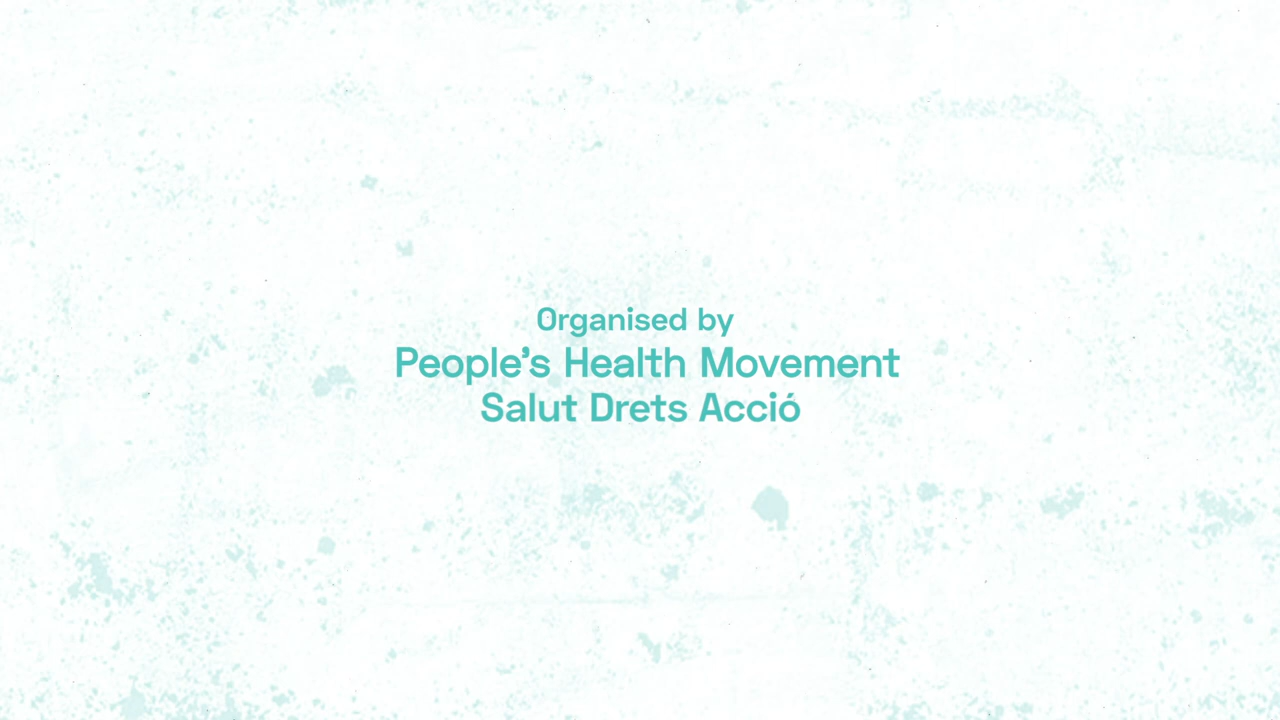 Organised by
People’s Health Movement
Salut Drets Acció